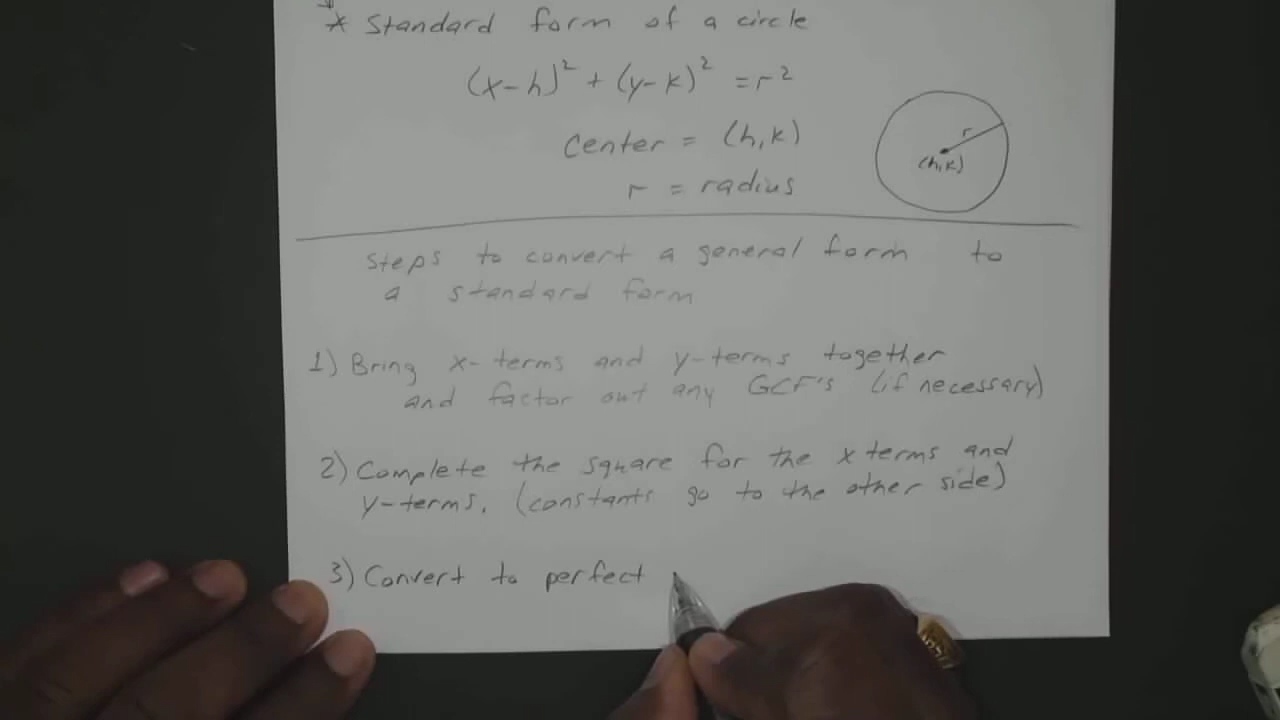 * Standard form of a circle
(x-h)² + (y-k)² = r²
center = (h,k)
r = radius
r
(h,k)
steps to convert a general form to
a standard form
1) Bring x-terms and y-terms together
and factor out any GCF's (if necessary)
2) Complete the square for the x terms and
y-terms. (constants go to the other side)
3) Convert to perfect